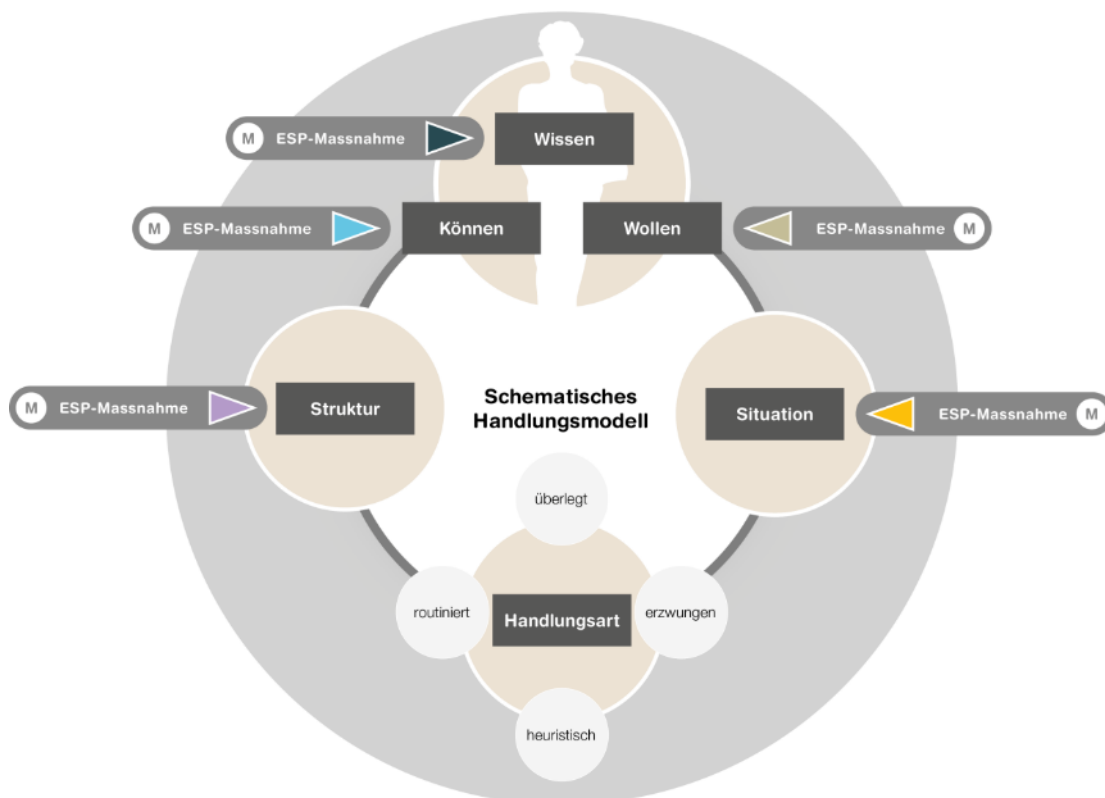 M ESP-Massnahme
Wissen
M ESP-Massnahme
Können
Wollen
ESP-Massnahme M
M ESP-Massnahme
Struktur
Schematisches
Handlungsmodell
Situation
ESP-Massnahme M
überlegt
routiniert
Handlungsart
erzwungen
heuristisch